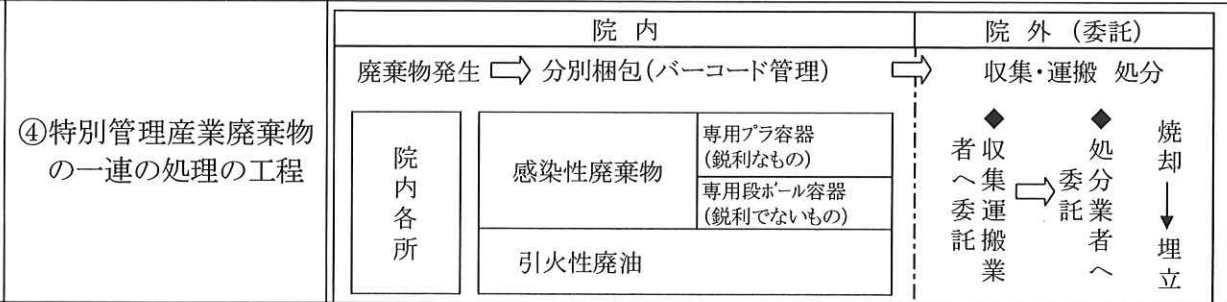 ④特別管理産業廃棄物
の一連の処理の工程
院 内
院 外 (委託)
廃棄物発生 ⇨ 分別梱包(バーコード管理) ⇨ 収集・運搬 処分
院内各所
感染性廃棄物
専用プラ容器
(鋭利なもの)
専用段ボール容器
(鋭利でないもの)
引火性廃油
◆収集運搬業
者へ委託
⇨
◆処分業者へ
委託
焼却→埋立